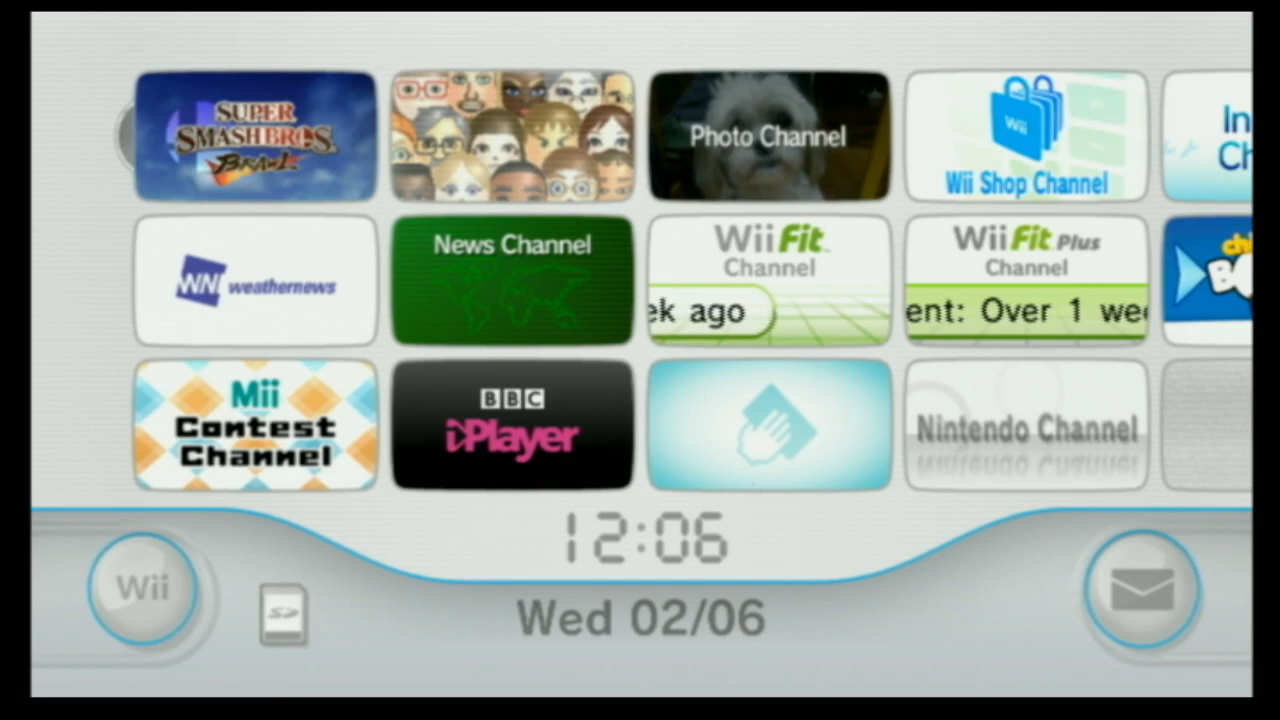 SUPER
SMASH BROS.
BRAWL
Photo Channel
Wii
Wii Shop Channel
In
Ch
WNI weathernews
News Channel
Wii Fit
Channel
ek ago
Wii Fit Plus
Channel
ent: Over 1 we
Mii
Contest
Channel
BBC
iPlayer
Nintendo Channel
12:06
Wii
SD
Wed 02/06